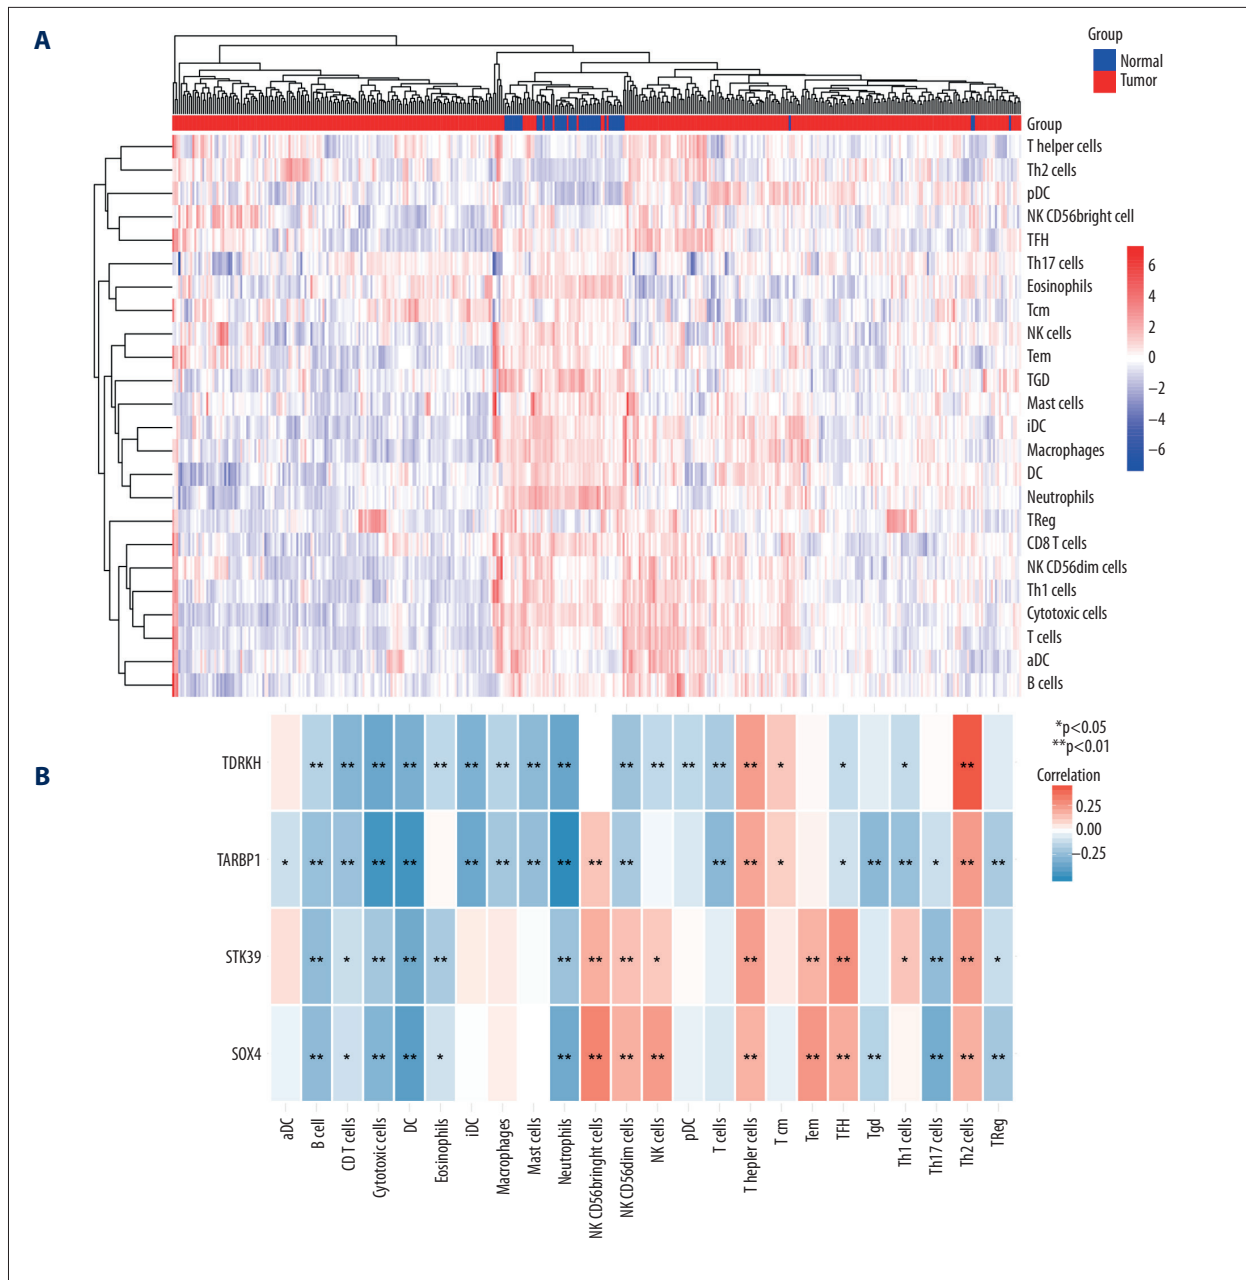 A
Group
Normal
Tumor
Group
T helper cells
Th2 cells
pDC
NK CD56bright cell
TFH
Th17 cells
Eosinophils
Tcm
NK cells
Tem
TGD
Mast cells
iDC
Macrophages
DC
Neutrophils
TReg
CD8 T cells
NK CD56dim cells
Th1 cells
Cytotoxic cells
T cells
aDC
B cells
6
4
2
0
−2
−4
−6
B
TDRKH
** ** ** ** ** ** ** ** ** ** ** ** ** ** * * * **
TARBP1
* ** ** ** ** ** ** ** ** ** ** ** ** * * ** ** * ** **
STK39
** * ** ** ** ** ** ** * ** ** ** * ** ** *
SOX4
** * ** ** * ** ** ** ** ** ** ** ** ** ** **
*p<0.05
**p<0.01
Correlation
0.25
0.00
−0.25
aDC
B cell
CD T cells
Cytotoxic cells
DC
Eosinophils
iDC
Macrophages
Mast cells
Neutrophils
NK CD56bringht cells
NK CD56dim cells
NK cells
pDC
T cells
T hepler cells
T cm
Tem
TFH
Tgd
Th1 cells
Th17 cells
Th2 cells
TReg